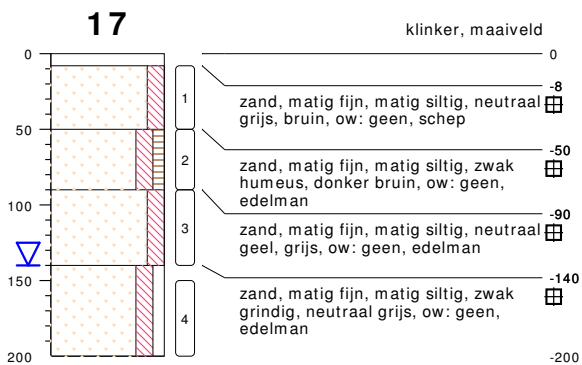 17
klinker, maaiveld
0
0
-8
1
zand, matig fijn, matig siltig, neutraal
grijs, bruin, ow: geen, schep
50
-50
2
zand, matig fijn, matig siltig, zwak
humeus, donker bruin, ow: geen,
edelman
100
-90
3
zand, matig fijn, matig siltig, neutraal
geel, grijs, ow: geen, edelman
150
-140
4
zand, matig fijn, matig siltig, zwak
grindig, neutraal grijs, ow: geen,
edelman
200
-200